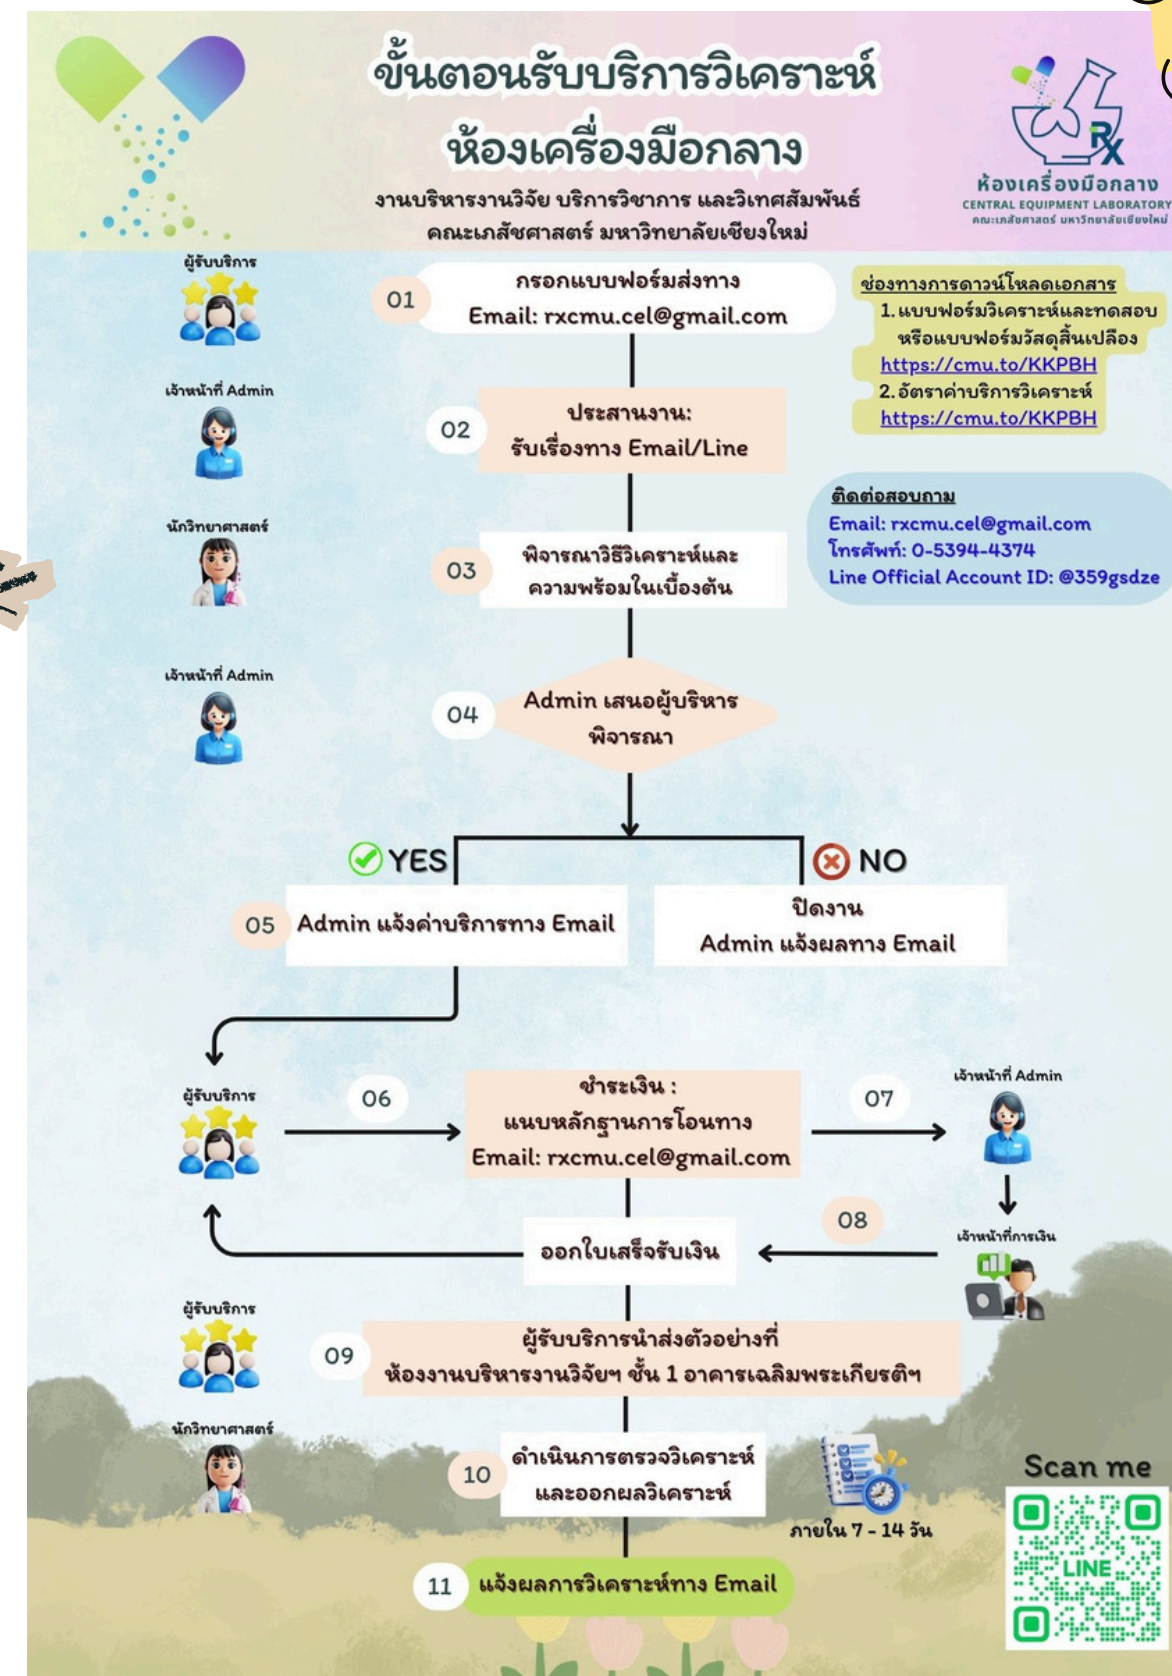 ขั้นตอนรับบริการวิเคราะห์
ห้องเครื่องมือกลาง
งานบริหารงานวิจัย บริการวิชาการ และวิเทศสัมพันธ์
คณะเภสัชศาสตร์ มหาวิทยาลัยเชียงใหม่
Rx
ห้องเครื่องมือกลาง
CENTRAL EQUIPMENT LABORATORY
คณะเภสัชศาสตร์ มหาวิทยาลัยเชียงใหม่
ผู้รับบริการ
01
กรอกแบบฟอร์มส่งทาง
Email: rxcmu.cel@gmail.com
ช่องทางการดาวน์โหลดเอกสาร
1. แบบฟอร์มวิเคราะห์และทดสอบ
หรือแบบฟอร์มวัสดุสิ้นเปลือง
https://cmu.to/KKPBH
2. อัตราค่าบริการวิเคราะห์
https://cmu.to/KKPBH
เจ้าหน้าที่ Admin
02
ประสานงาน:
รับเรื่องทาง Email/Line
ติดต่อสอบถาม
Email: rxcmu.cel@gmail.com
โทรศัพท์: 0-5394-4374
Line Official Account ID: @359gsdze
นักวิทยาศาสตร์
03
พิจารณาวิธีวิเคราะห์และ
ความพร้อมในเบื้องต้น
เจ้าหน้าที่ Admin
04
Admin เสนอผู้บริหาร
พิจารณา
YES
NO
05
Admin แจ้งค่าบริการทาง Email
ปิดงาน
Admin แจ้งผลทาง Email
ผู้รับบริการ
06
ชำระเงิน :
แนบหลักฐานการโอนทาง
Email: rxcmu.cel@gmail.com
07
เจ้าหน้าที่ Admin
08
ออกใบเสร็จรับเงิน
เจ้าหน้าที่การเงิน
ผู้รับบริการ
09
ผู้รับบริการนำส่งตัวอย่างที่
ห้องงานบริหารงานวิจัยฯ ชั้น 1 อาคารเฉลิมพระเกียรติฯ
นักวิทยาศาสตร์
10
ดำเนินการตรวจวิเคราะห์
และออกผลวิเคราะห์
ภายใน 7 - 14 วัน
Scan me
LINE
11
แจ้งผลการวิเคราะห์ทาง Email